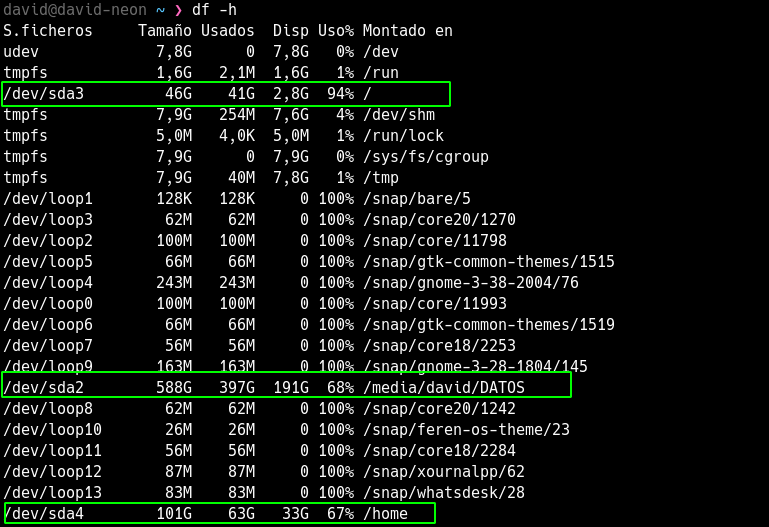 david@david-neon ~ ❯ df -h
S.ficheros Tamaño Usados Disp Uso% Montado en
udev 7,8G 0 7,8G 0% /dev
tmpfs 1,6G 2,1M 1,6G 1% /run
/dev/sda3 46G 41G 2,8G 94% /
tmpfs 7,9G 254M 7,6G 4% /dev/shm
tmpfs 5,0M 4,0K 5,0M 1% /run/lock
tmpfs 7,9G 0 7,9G 0% /sys/fs/cgroup
tmpfs 7,9G 40M 7,8G 1% /tmp
/dev/loop1 128K 128K 0 100% /snap/bare/5
/dev/loop3 62M 62M 0 100% /snap/core20/1270
/dev/loop2 100M 100M 0 100% /snap/core/11798
/dev/loop5 66M 66M 0 100% /snap/gtk-common-themes/1515
/dev/loop4 243M 243M 0 100% /snap/gnome-3-38-2004/76
/dev/loop0 100M 100M 0 100% /snap/core/11993
/dev/loop6 66M 66M 0 100% /snap/gtk-common-themes/1519
/dev/loop7 56M 56M 0 100% /snap/core18/2253
/dev/loop9 163M 163M 0 100% /snap/gnome-3-28-1804/145
/dev/sda2 588G 397G 191G 68% /media/david/DATOS
/dev/loop8 62M 62M 0 100% /snap/core20/1242
/dev/loop10 26M 26M 0 100% /snap/feren-os-theme/23
/dev/loop11 56M 56M 0 100% /snap/core18/2284
/dev/loop12 87M 87M 0 100% /snap/xournalpp/62
/dev/loop13 83M 83M 0 100% /snap/whatsdesk/28
/dev/sda4 101G 63G 33G 67% /home